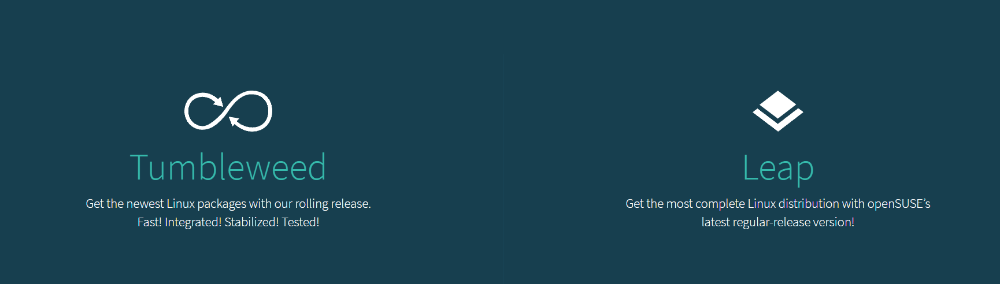 Tumbleweed
Get the newest Linux packages with our rolling release.
Fast! Integrated! Stabilized! Tested!
Leap
Get the most complete Linux distribution with openSUSE’s
latest regular-release version!